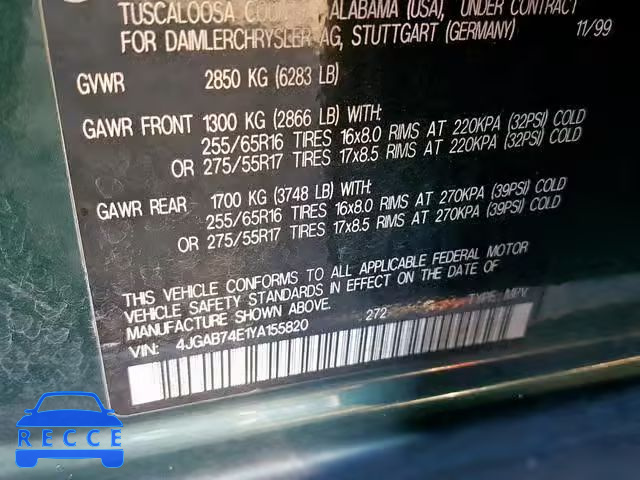 TUSCALOOSA COUNTY, ALABAMA (USA), UNDER CONTRACT
FOR DAIMLERCHRYSLER AG, STUTTGART (GERMANY) 11/99
GVWR 2850 KG (6283 LB)
GAWR FRONT 1300 KG (2866 LB) WITH:
255/65R16 TIRES 16x8.0 RIMS AT 220KPA (32PSI) COLD
OR 275/55R17 TIRES 17x8.5 RIMS AT 220KPA (32PSI) COLD
GAWR REAR 1700 KG (3748 LB) WITH:
255/65R16 TIRES 16x8.0 RIMS AT 270KPA (39PSI) COLD
OR 275/55R17 TIRES 17x8.5 RIMS AT 270KPA (39PSI) COLD
THIS VEHICLE CONFORMS TO ALL APPLICABLE FEDERAL MOTOR
VEHICLE SAFETY STANDARDS IN EFFECT ON THE DATE OF
MANUFACTURE SHOWN ABOVE.
VIN: 4JGAB74E1YA155820 272 TYPE: MPV
RECCE